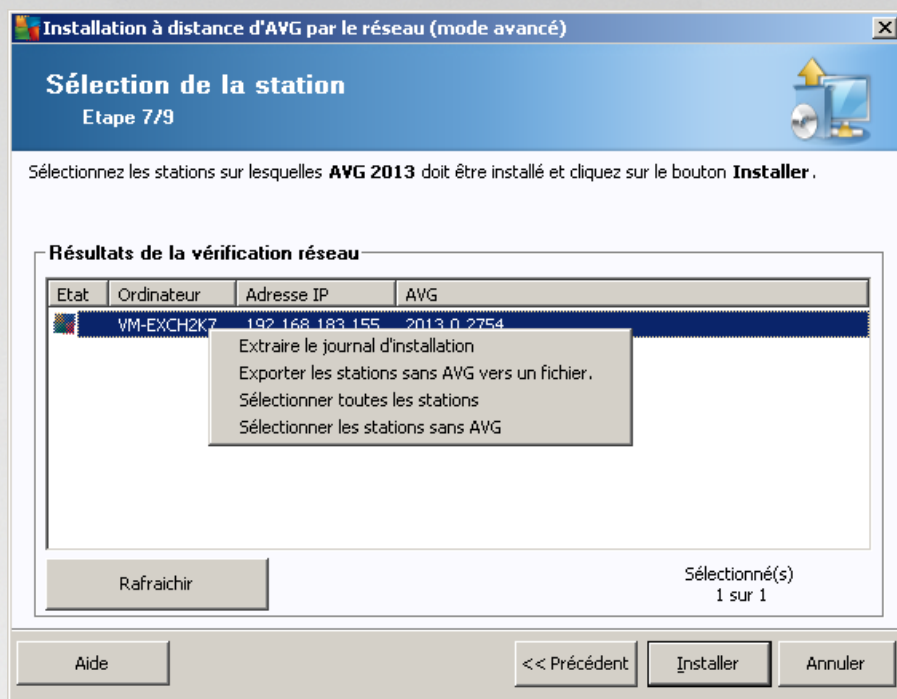 Installation à distance d'AVG par le réseau (mode avancé)
Sélection de la station
Etape 7/9
Sélectionnez les stations sur lesquelles AVG 2013 doit être installé et cliquez sur le bouton Installer.
Résultats de la vérification réseau
Etat Ordinateur Adresse IP AVG
VM-EXCH2K7 192.168.183.155 2013.0.2754
Extraire le journal d'installation
Exporter les stations sans AVG vers un fichier.
Sélectionner toutes les stations
Sélectionner les stations sans AVG
Rafraichir
Sélectionné(s)
1 sur 1
Aide << Précédent Installer Annuler